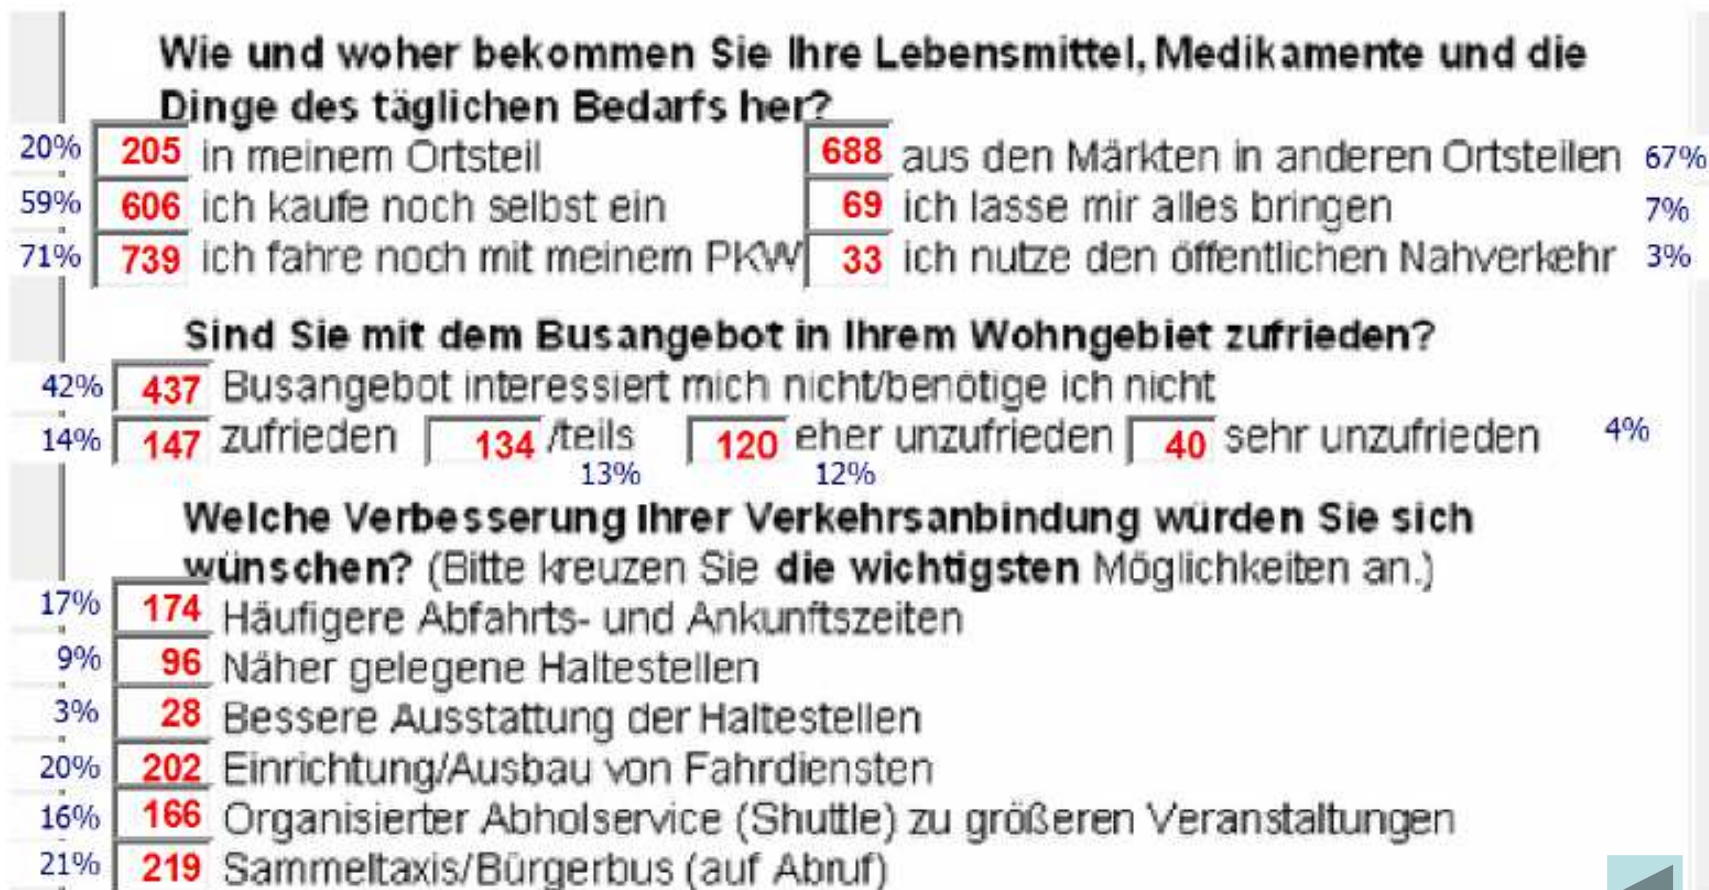 Wie und woher bekommen Sie Ihre Lebensmittel, Medikamente und die
Dinge des täglichen Bedarfs her?
20% 205 in meinem Ortsteil 688 aus den Märkten in anderen Ortsteilen 67%
59% 606 ich kaufe noch selbst ein 69 ich lasse mir alles bringen 7%
71% 739 ich fahre noch mit meinem PKW 33 ich nutze den öffentlichen Nahverkehr 3%
Sind Sie mit dem Busangebot in Ihrem Wohngebiet zufrieden?
42% 437 Busangebot interessiert mich nicht/benötige ich nicht
14% 147 zufrieden 134 /teils 120 eher unzufrieden 40 sehr unzufrieden 4%
13% 12%
Welche Verbesserung Ihrer Verkehrsanbindung würden Sie sich
wünschen? (Bitte kreuzen Sie die wichtigsten Möglichkeiten an.)
17% 174 Häufigere Abfahrts- und Ankunftszeiten
9% 96 Näher gelegene Haltestellen
3% 28 Bessere Ausstattung der Haltestellen
20% 202 Einrichtung/Ausbau von Fahrdiensten
16% 166 Organisierter Abholservice (Shuttle) zu größeren Veranstaltungen
21% 219 Sammeltaxis/Bürgerbus (auf Abruf)